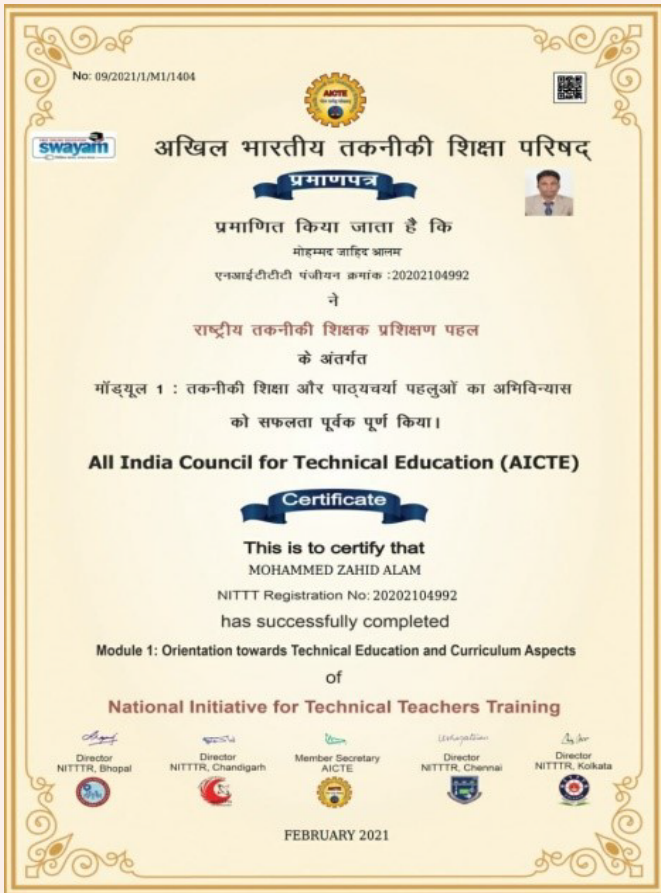 No: 09/2021/1/M1/1404
AICTE
swayam
अखिल भारतीय तकनीकी शिक्षा परिषद्
प्रमाणपत्र
प्रमाणित किया जाता है कि
मोहम्मद जाहिद आलम
एनआईटीटीटी पंजीयन क्रमांक :20202104992
ने
राष्ट्रीय तकनीकी शिक्षक प्रशिक्षण पहल
के अंतर्गत
मॉड्यूल 1 : तकनीकी शिक्षा और पाठ्यचर्या पहलुओं का अभिविन्यास
को सफलता पूर्वक पूर्ण किया।
All India Council for Technical Education (AICTE)
Certificate
This is to certify that
MOHAMMED ZAHID ALAM
NITTT Registration No: 20202104992
has successfully completed
Module 1: Orientation towards Technical Education and Curriculum Aspects
of
National Initiative for Technical Teachers Training
Director
NITTTR, Bhopal
Director
NITTTR, Chandigarh
Member Secretary
AICTE
Director
NITTTR, Chennai
Director
NITTTR, Kolkata
FEBRUARY 2021